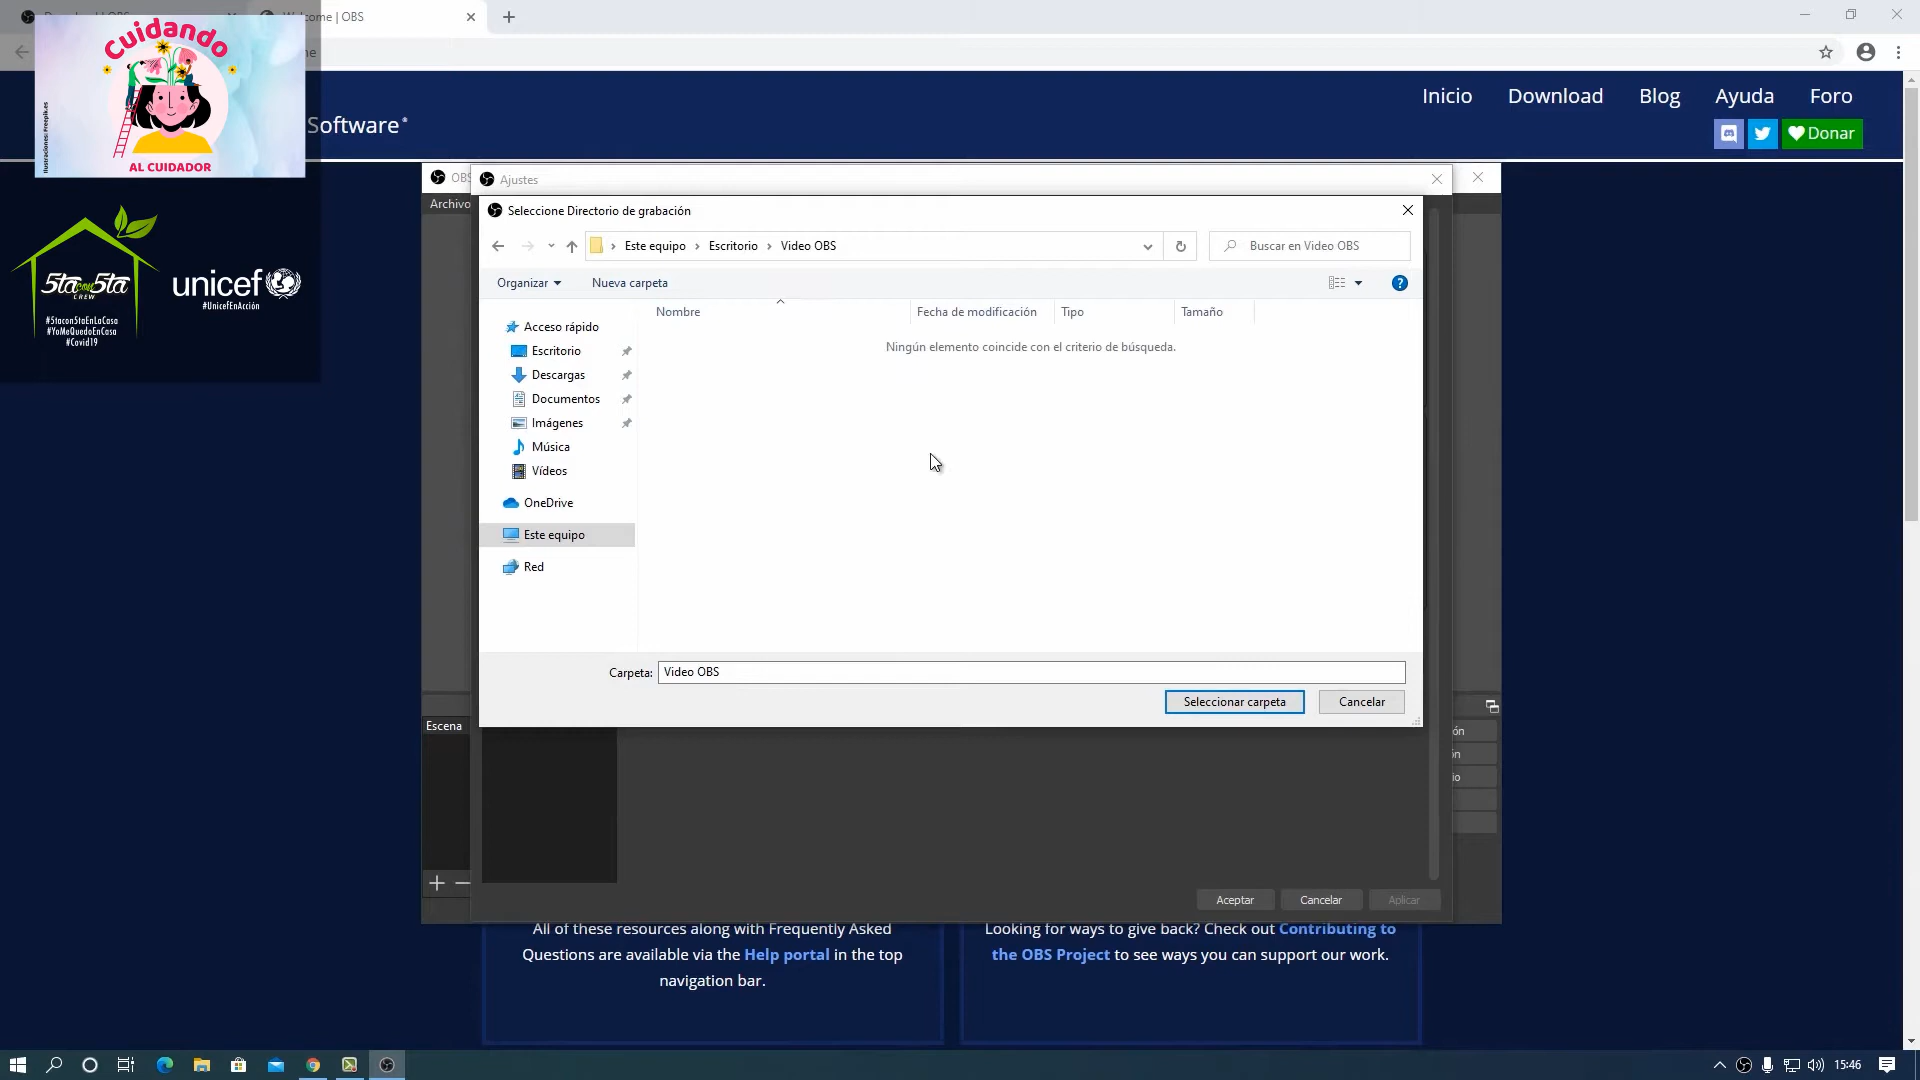 Welcome | OBS
Cuidando
AL CUIDADOR
Ilustraciones: Freepik.es
Software
Inicio
Download
Blog
Ayuda
Foro
Donar
5ta con 5ta
CREW
#5tacon5taEnLaCasa
#YoMeQuedoEnCasa
#Covid19
unicef
#UnicefEnAcción
OBS
Ajustes
Archivo
Seleccione Directorio de grabación
Este equipo
Escritorio
Video OBS
Buscar en Video OBS
Organizar
Nueva carpeta
Nombre
Fecha de modificación
Tipo
Tamaño
Acceso rápido
Ningún elemento coincide con el criterio de búsqueda.
Escritorio
Descargas
Documentos
Imágenes
Música
Vídeos
OneDrive
Este equipo
Red
Carpeta:
Video OBS
Seleccionar carpeta
Cancelar
Escena
Aceptar
Cancelar
Aplicar
All of these resources along with Frequently Asked
Questions are available via the Help portal in the top
navigation bar.
Looking for ways to give back? Check out Contributing to
the OBS Project to see ways you can support our work.
15:46